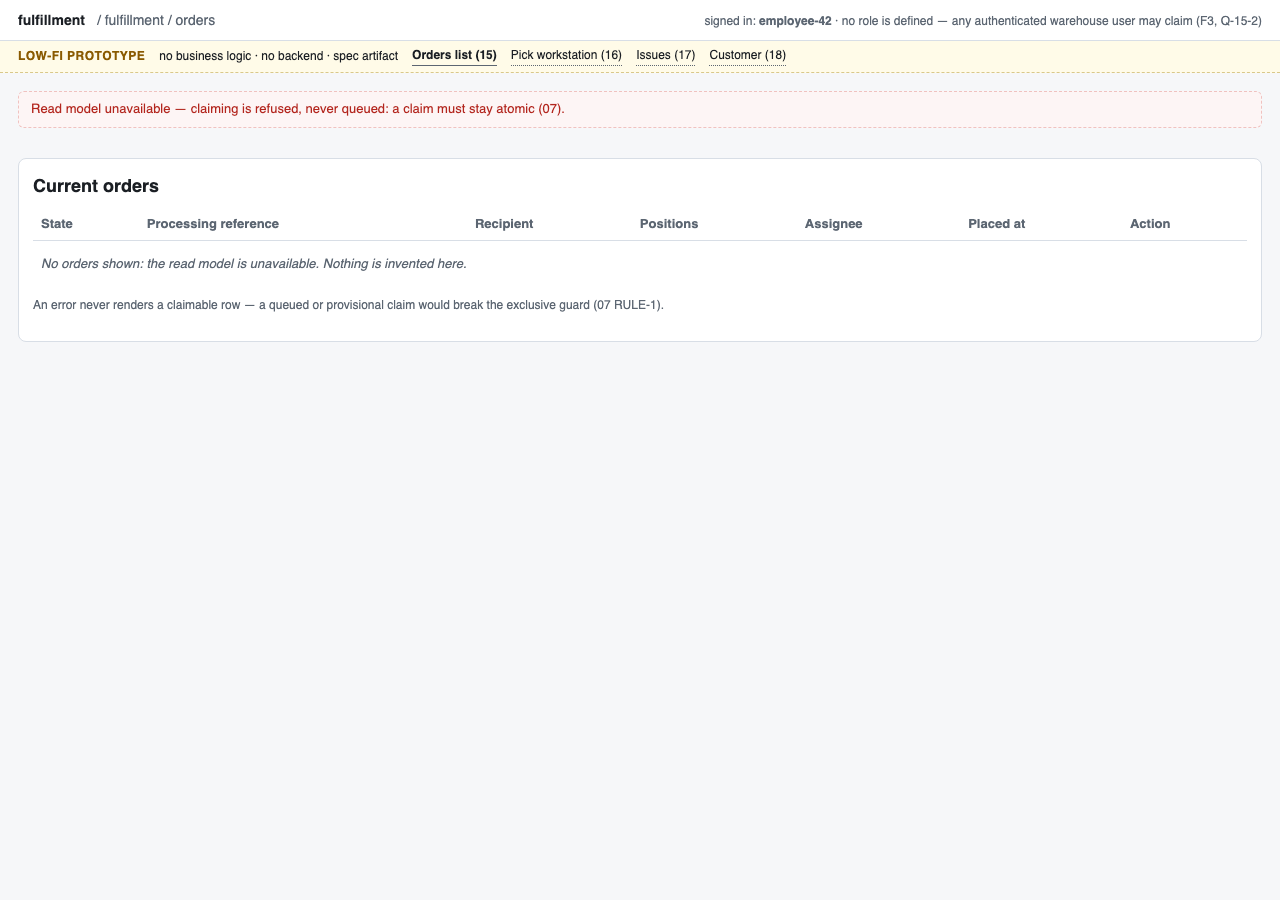 fulfillment / fulfillment / orders
signed in: employee-42 · no role is defined — any authenticated warehouse user may claim (F3, Q-15-2)
LOW-FI PROTOTYPE no business logic · no backend · spec artifact Orders list (15) Pick workstation (16) Issues (17) Customer (18)
Read model unavailable — claiming is refused, never queued: a claim must stay atomic (07).
Current orders
State Processing reference Recipient Positions Assignee Placed at Action
No orders shown: the read model is unavailable. Nothing is invented here.
An error never renders a claimable row — a queued or provisional claim would break the exclusive guard (07 RULE-1).